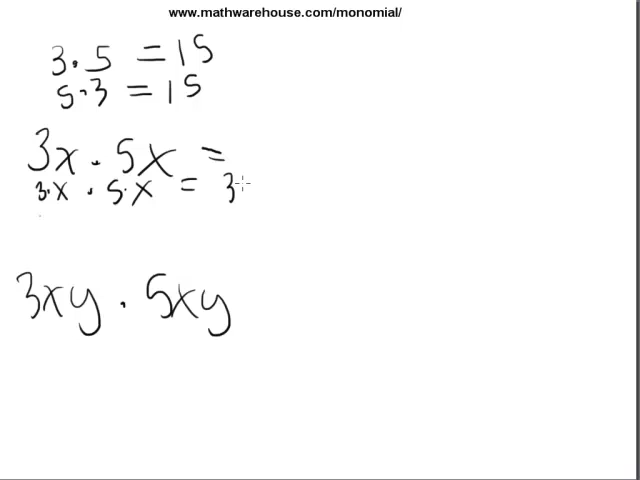 www.mathwarehouse.com/monomial/
3·5 = 15
5·3 = 15
3x · 5x =
3·x · 5·x = 3
3xy · 5xy